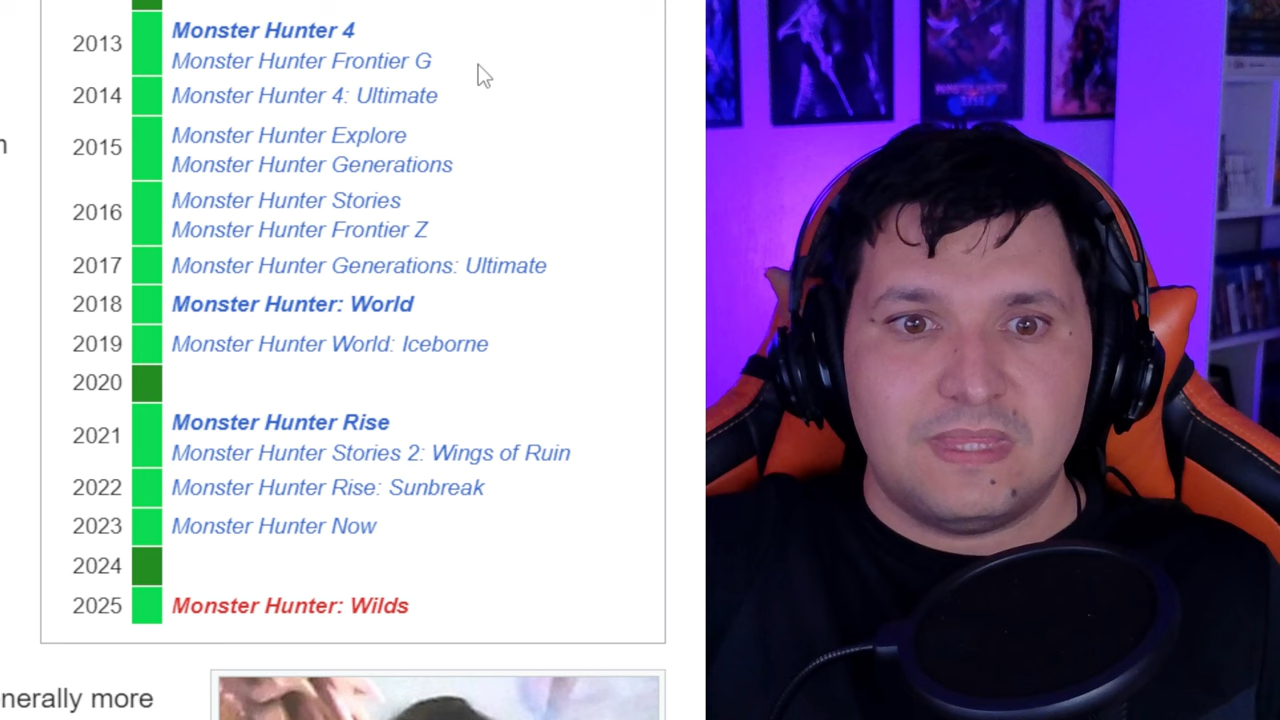 2013
Monster Hunter 4
Monster Hunter Frontier G
2014
Monster Hunter 4: Ultimate
2015
Monster Hunter Explore
Monster Hunter Generations
2016
Monster Hunter Stories
Monster Hunter Frontier Z
2017
Monster Hunter Generations: Ultimate
2018
Monster Hunter: World
2019
Monster Hunter World: Iceborne
2020
2021
Monster Hunter Rise
Monster Hunter Stories 2: Wings of Ruin
2022
Monster Hunter Rise: Sunbreak
2023
Monster Hunter Now
2024
2025
Monster Hunter: Wilds
nerally more
MONSTER HUNTER
RISE